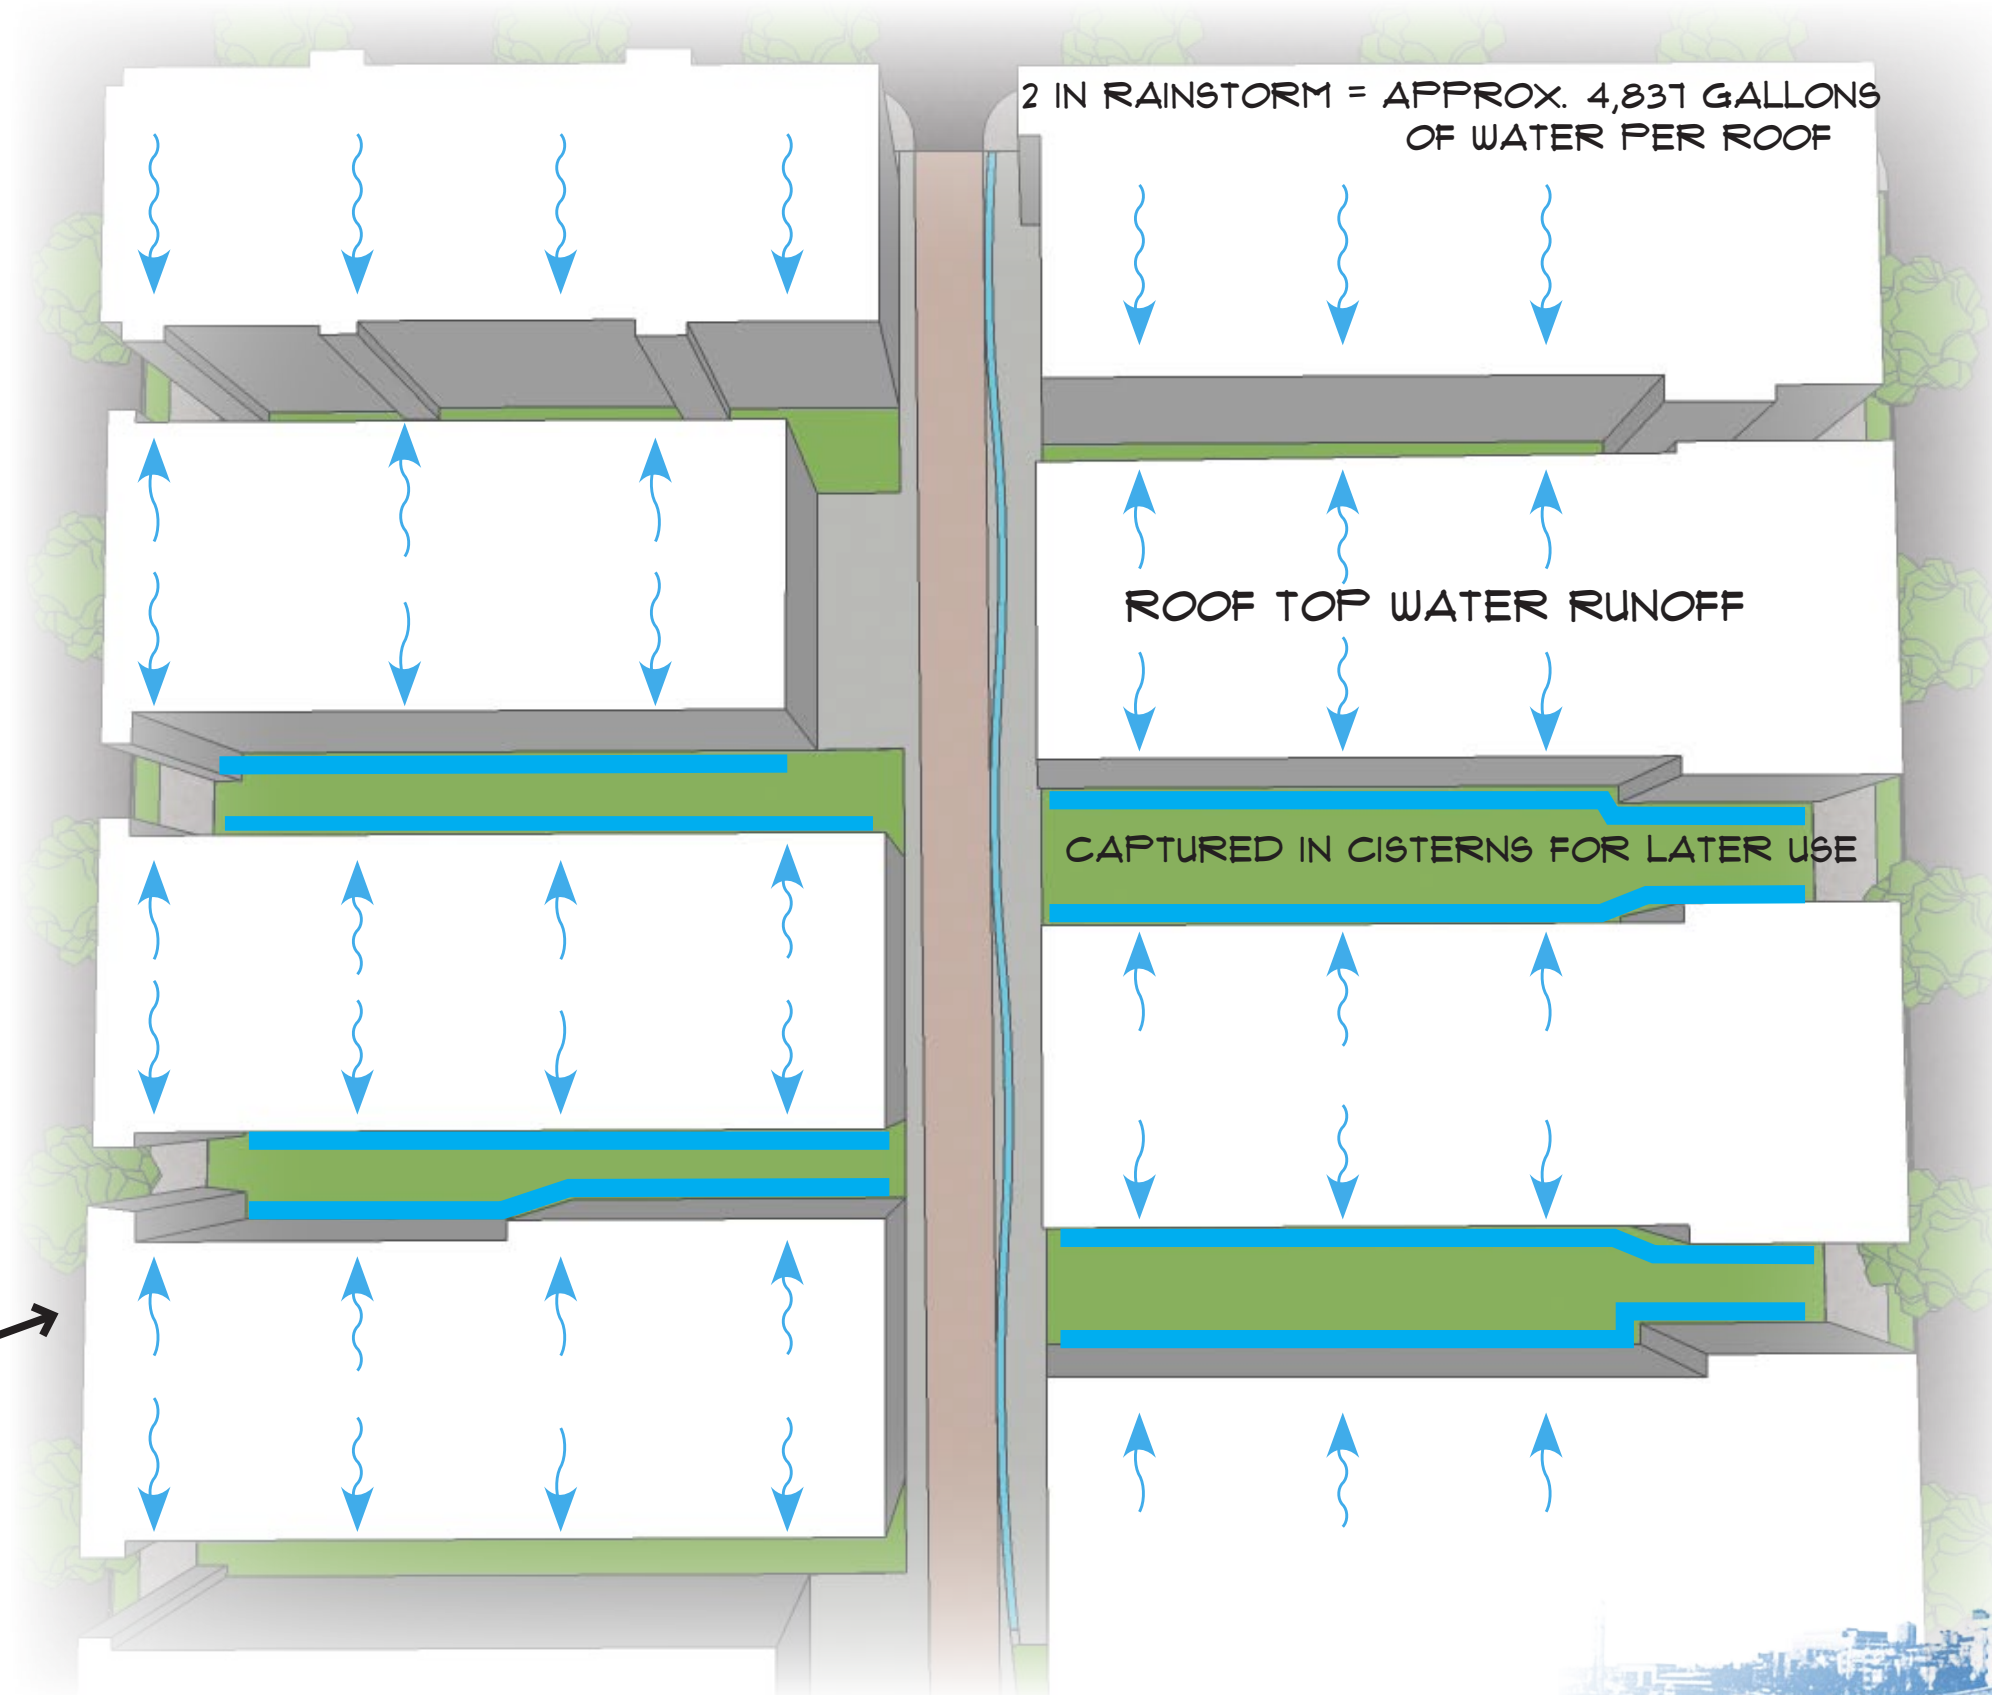 2 IN RAINSTORM = APPROX. 4,837 GALLONS
OF WATER PER ROOF
ROOF TOP WATER RUNOFF
CAPTURED IN CISTERNS FOR LATER USE